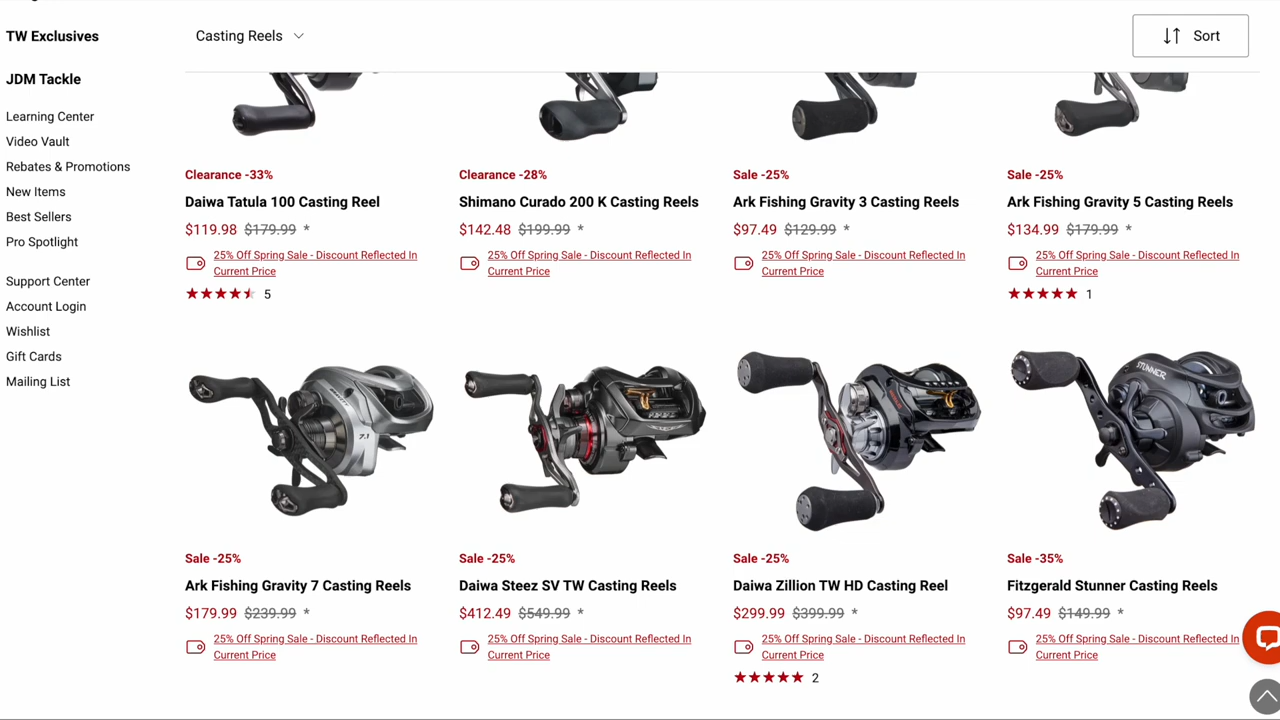 TW Exclusives
Casting Reels
Sort
JDM Tackle
Learning Center
Video Vault
Rebates & Promotions
New Items
Best Sellers
Pro Spotlight
Support Center
Account Login
Wishlist
Gift Cards
Mailing List
Clearance -33%
Daiwa Tatula 100 Casting Reel
$119.98 $179.99 *
25% Off Spring Sale - Discount Reflected In
Current Price
5
Clearance -28%
Shimano Curado 200 K Casting Reels
$142.48 $199.99 *
25% Off Spring Sale - Discount Reflected In
Current Price
Sale -25%
Ark Fishing Gravity 3 Casting Reels
$97.49 $129.99 *
25% Off Spring Sale - Discount Reflected In
Current Price
Sale -25%
Ark Fishing Gravity 5 Casting Reels
$134.99 $179.99 *
25% Off Spring Sale - Discount Reflected In
Current Price
1
7.1
STUNNER
Sale -25%
Ark Fishing Gravity 7 Casting Reels
$179.99 $239.99 *
25% Off Spring Sale - Discount Reflected In
Current Price
Sale -25%
Daiwa Steez SV TW Casting Reels
$412.49 $549.99 *
25% Off Spring Sale - Discount Reflected In
Current Price
Sale -25%
Daiwa Zillion TW HD Casting Reel
$299.99 $399.99 *
25% Off Spring Sale - Discount Reflected In
Current Price
2
Sale -35%
Fitzgerald Stunner Casting Reels
$97.49 $149.99 *
25% Off Spring Sale - Discount Reflected In
Current Price